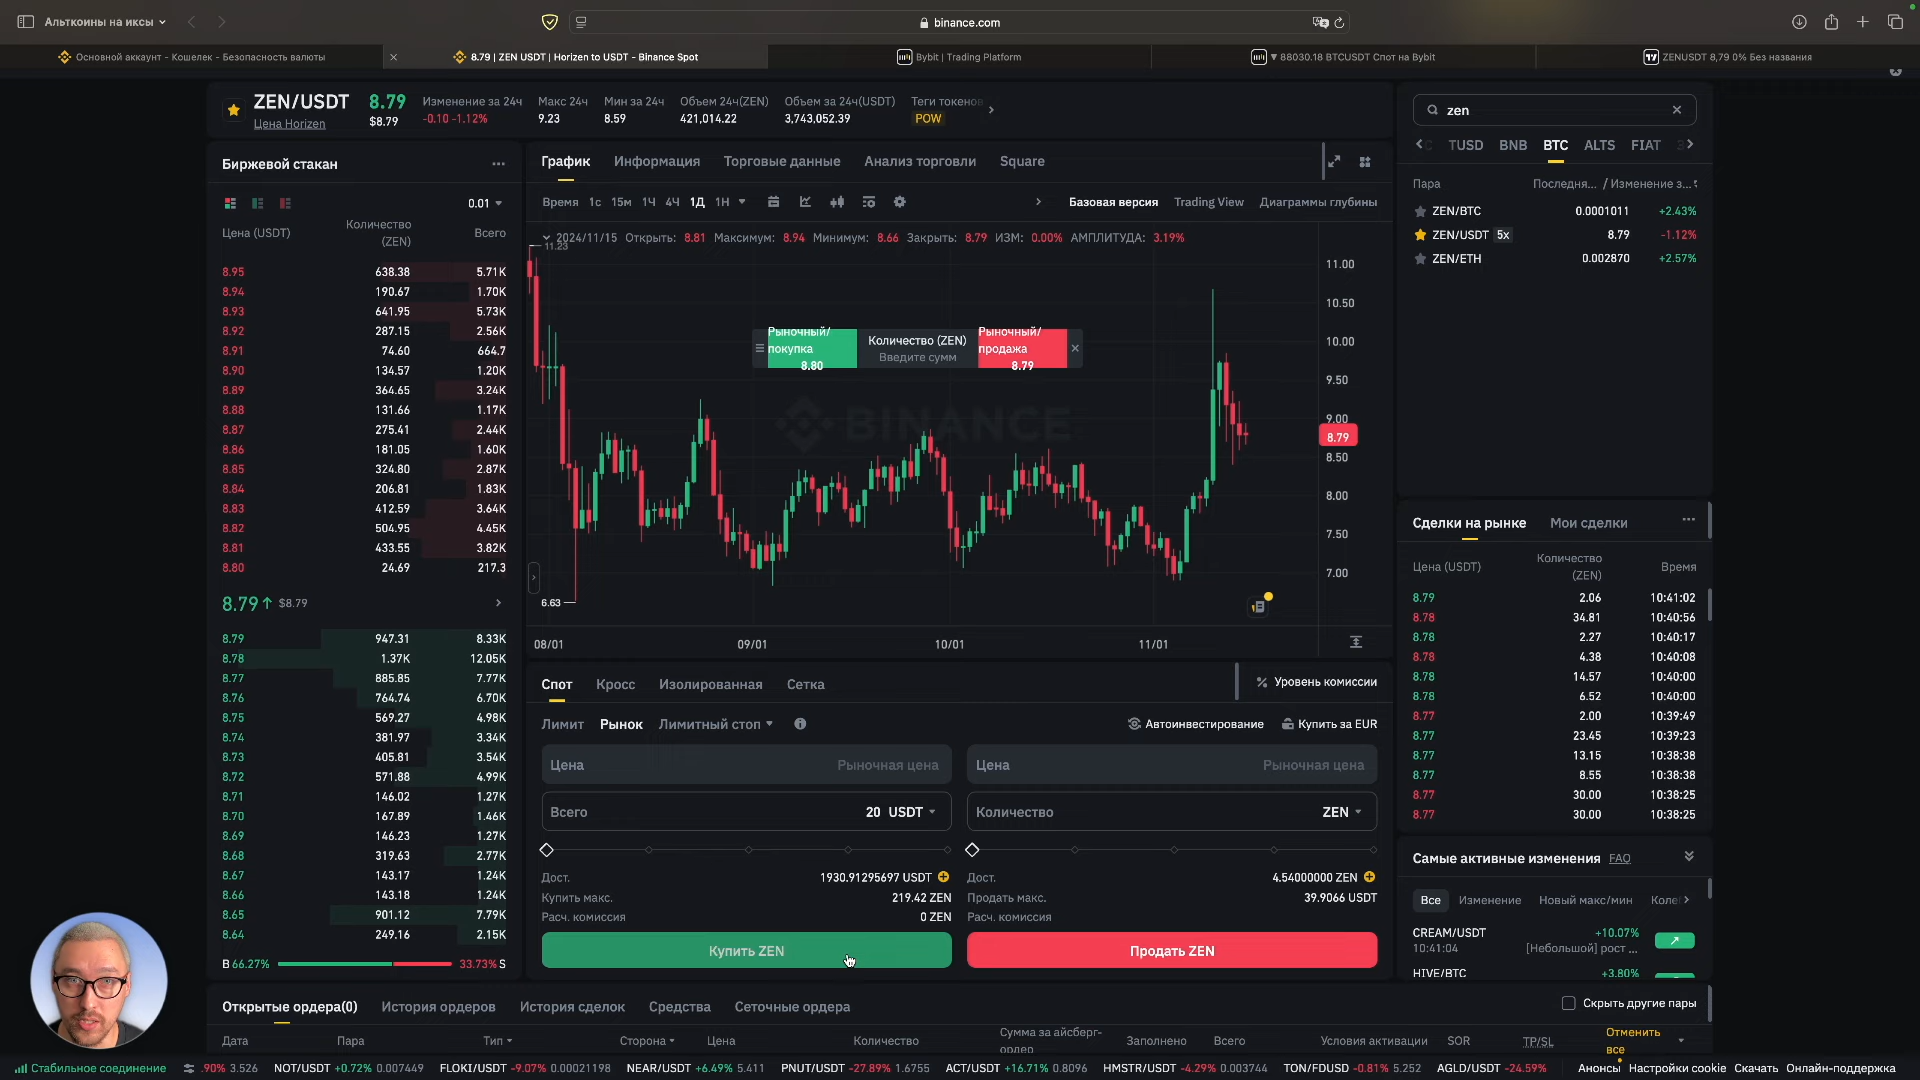 Альткоины на иксы
binance.com
Основной аккаунт - Кошелек - Безопасность валюты
8.79 | ZEN USDT | Horizen to USDT - Binance Spot
Bybit | Trading Platform
▼ 88030.18 BTCUSDT Спот на Bybit
ZENUSDT 8,79 0% Без названия
ZEN/USDT
Цена Horizen
8.79
$8.79
Изменение за 24ч
-0.10 -1.12%
Макс 24ч
9.23
Мин за 24ч
8.59
Объем 24ч(ZEN)
421,014.22
Объем за 24ч(USDT)
3,743,052.39
Теги токенов
POW
Биржевой стакан
0.01
Цена (USDT) Количество (ZEN) Всего
8.95 638.38 5.71K
8.94 190.67 1.70K
8.93 641.95 5.73K
8.92 287.15 2.56K
8.91 74.60 664.7
8.90 134.57 1.20K
8.89 364.65 3.24K
8.88 131.66 1.17K
8.87 275.41 2.44K
8.86 181.05 1.60K
8.85 324.80 2.87K
8.84 206.81 1.83K
8.83 412.59 3.64K
8.82 504.95 4.45K
8.81 433.55 3.82K
8.80 24.69 217.3
8.79↑ $8.79
8.79 947.31 8.33K
8.78 1.37K 12.05K
8.77 885.85 7.77K
8.76 764.74 6.70K
8.75 569.27 4.98K
8.74 381.97 3.34K
8.73 405.81 3.54K
8.72 571.88 4.99K
8.71 146.02 1.27K
8.70 167.89 1.46K
8.69 146.23 1.27K
8.68 319.63 2.77K
8.67 143.17 1.24K
8.66 143.18 1.24K
8.65 901.12 7.79K
8.64 249.16 2.15K
B 66.27% 33.73% S
График Информация Торговые данные Анализ торговли Square
Время 1с 15м 1Ч 4Ч 1Д 1Н
Базовая версия Trading View Диаграммы глубины
2024/11/15 Открыть: 8.81 Максимум: 8.94 Минимум: 8.66 Закрыть: 8.79 ИЗМ: 0.00% АМПЛИТУДА: 3.19%
11.23
11.00
10.50
10.00
9.50
9.00
8.79
8.50
8.00
7.50
7.00
Рыночный/
покупка
8.80
Количество (ZEN)
Введите сумм
Рыночный/
продажа
8.79
BINANCE
6.63
08/01 09/01 10/01 11/01
Спот Кросс Изолированная Сетка
Уровень комиссии
Лимит Рынок Лимитный стоп
Автоинвестирование Купить за EUR
Цена Рыночная цена
Всего 20 USDT
Дост. 1930.91295697 USDT
Купить макс. 219.42 ZEN
Расч. комиссия 0 ZEN
Купить ZEN
Цена Рыночная цена
Количество ZEN
Дост. 4.54000000 ZEN
Продать макс. 39.9066 USDT
Расч. комиссия
Продать ZEN
zen
TUSD BNB BTC ALTS FIAT
Пара Последня... / Изменение з...
ZEN/BTC 0.0001011 +2.43%
ZEN/USDT 5x 8.79 -1.12%
ZEN/ETH 0.002870 +2.57%
Сделки на рынке Мои сделки
Цена (USDT) Количество (ZEN) Время
8.79 2.06 10:41:02
8.78 34.81 10:40:56
8.78 2.27 10:40:17
8.78 4.38 10:40:08
8.78 14.57 10:40:00
8.78 6.52 10:40:00
8.77 2.00 10:39:49
8.77 23.45 10:39:23
8.77 13.15 10:38:38
8.77 8.55 10:38:38
8.77 30.00 10:38:25
8.77 30.00 10:38:25
Самые активные изменения FAQ
Все Изменение Новый макс/мин Коле
CREAM/USDT +10.07%
10:41:04 [Небольшой] рост ...
HIVE/BTC +3.80%
Открытые ордера(0) История ордеров История сделок Средства Сеточные ордера
Скрыть другие пары
Дата Пара Тип Сторона Цена Количество Сумма за айсберг-ордер Заполнено Всего Условия активации SOR TP/SL Отменить все
Стабильное соединение
.90% 3.526 NOT/USDT +0.72% 0.007449 FLOKI/USDT -9.07% 0.00021198 NEAR/USDT +6.49% 5.411 PNUT/USDT -27.89% 1.6755 ACT/USDT +16.71% 0.8096 HMSTR/USDT -4.29% 0.003744 TON/FDUSD -0.81% 5.252 AGLD/USDT -24.59%
Анонсы Настройки cookie Скачать Онлайн-поддержка